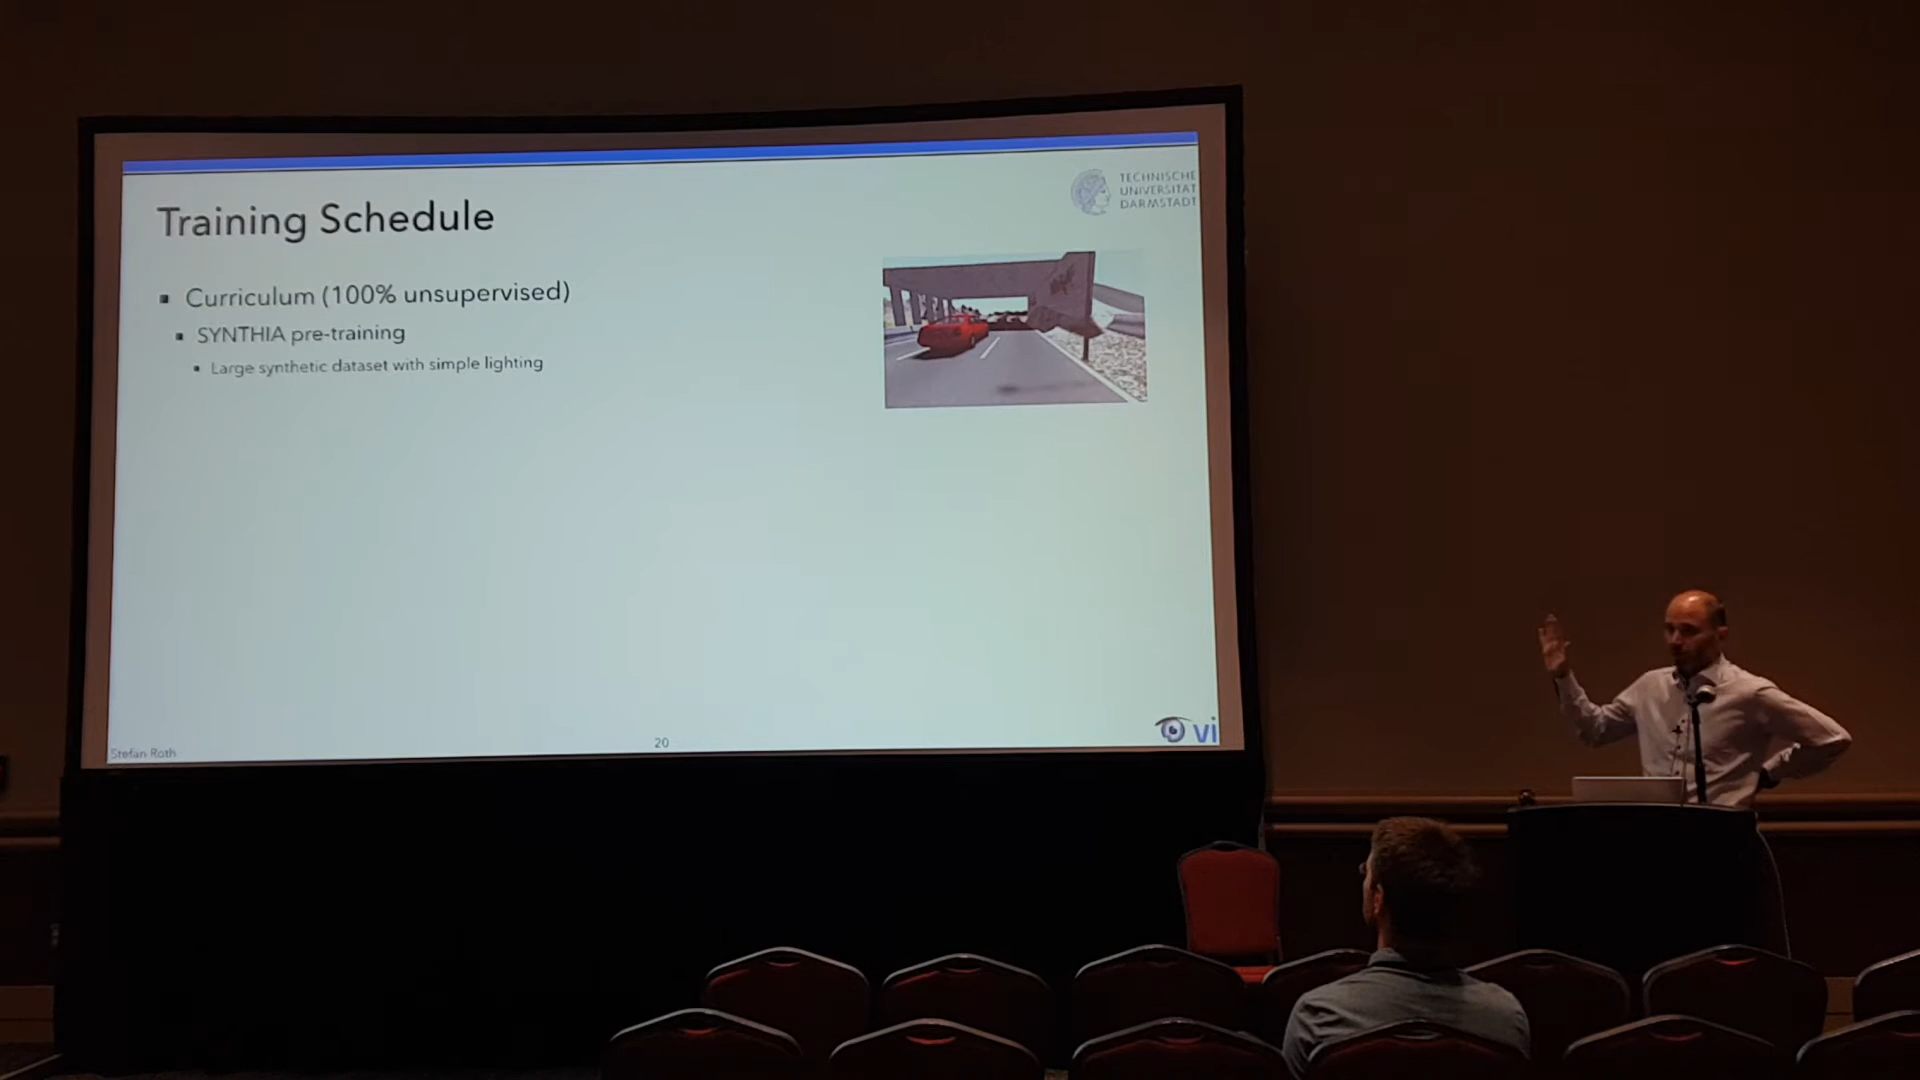 TECHNISCHE
UNIVERSITÄT
DARMSTADT
Training Schedule
Curriculum (100% unsupervised)
SYNTHIA pre-training
Large synthetic dataset with simple lighting
Stefan Roth
20
vi